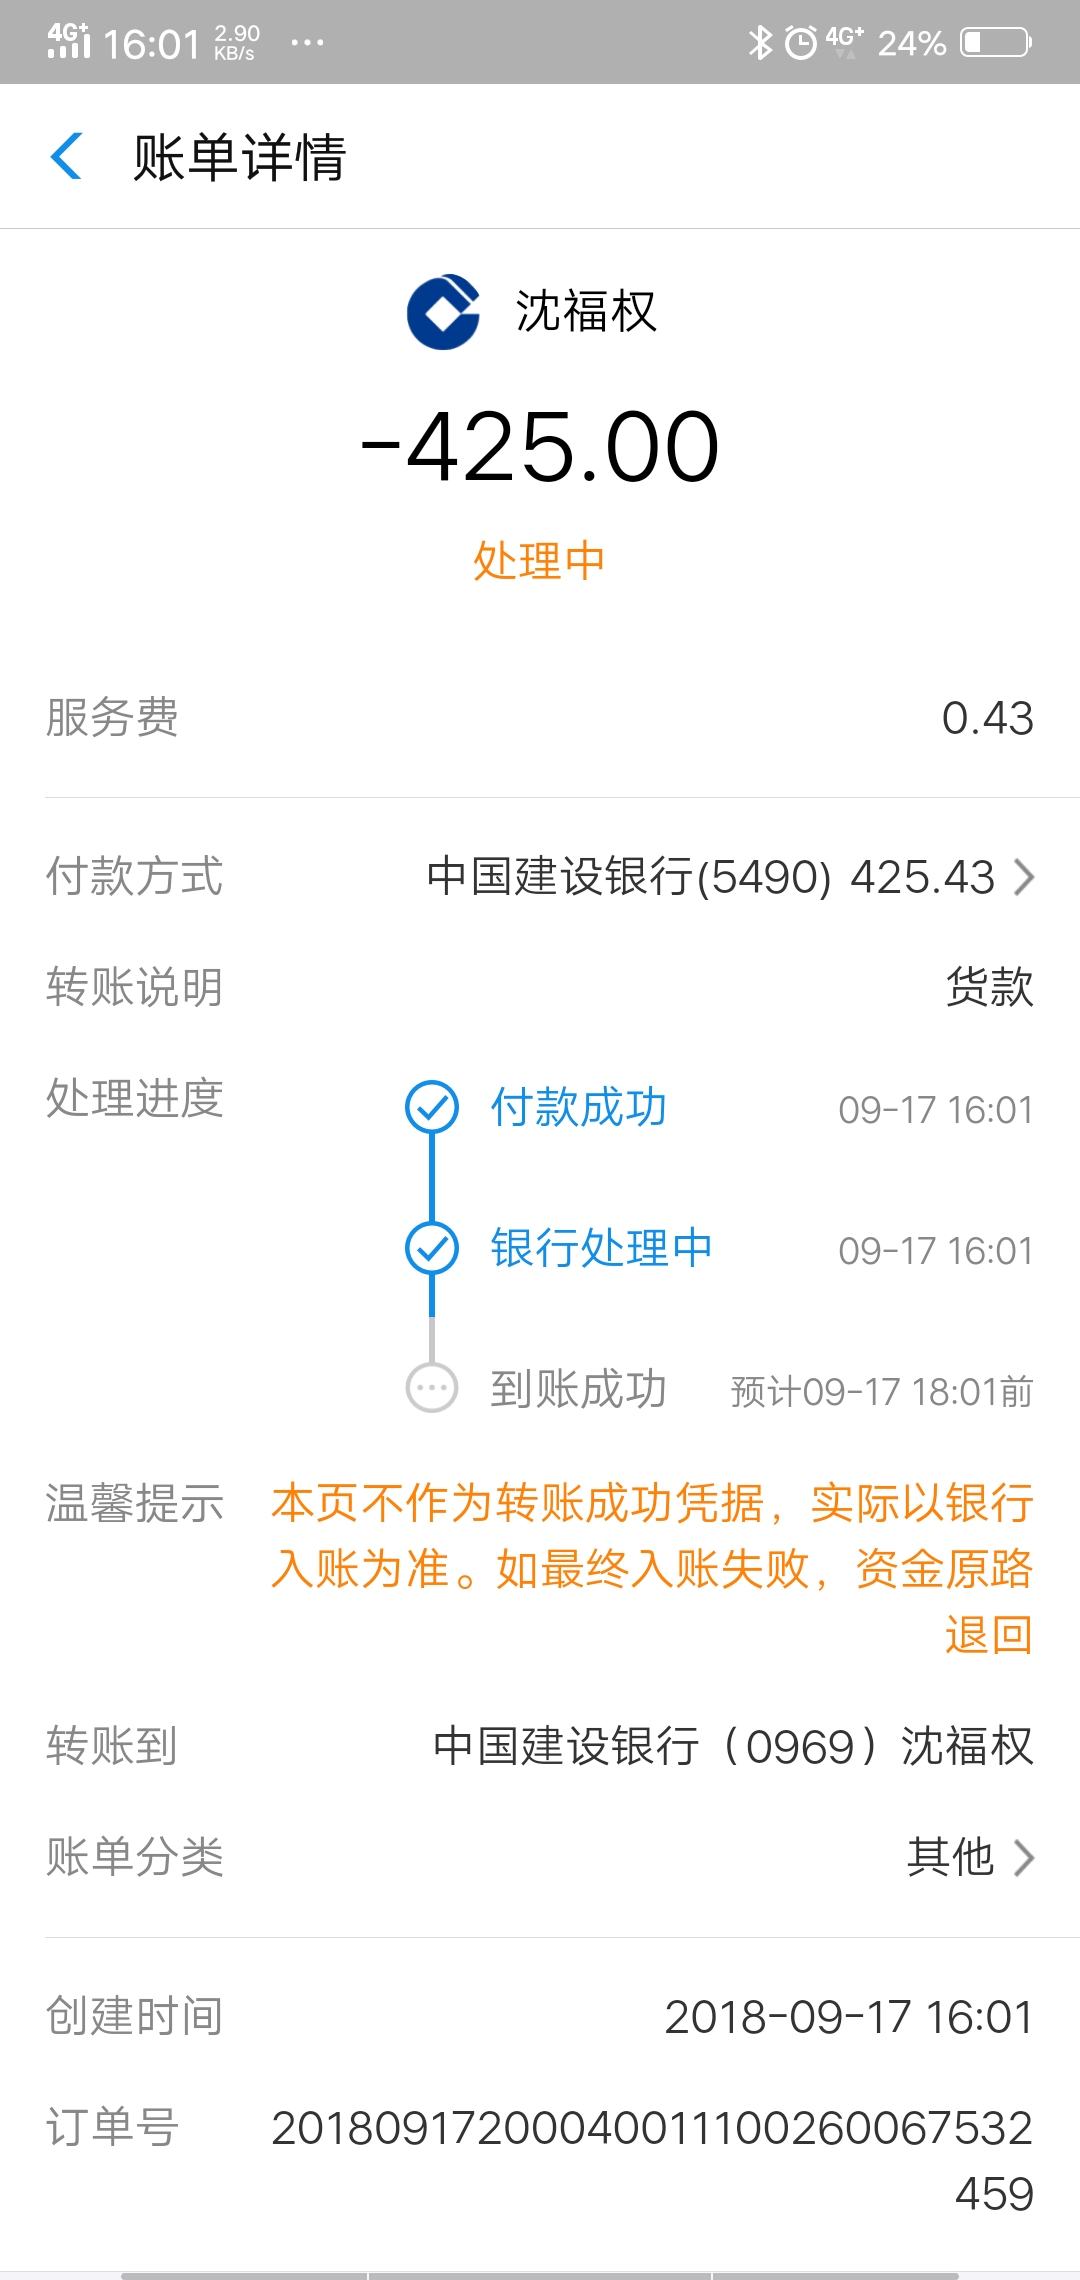 4G+ 16:01 2.90 KB/s ... 4G+ 24%
账单详情
沈福权
-425.00
处理中
服务费 0.43
付款方式 中国建设银行(5490) 425.43
转账说明 货款
处理进度 付款成功 09-17 16:01
银行处理中 09-17 16:01
到账成功 预计09-17 18:01前
温馨提示 本页不作为转账成功凭据，实际以银行
入账为准。如最终入账失败，资金原路
退回
转账到 中国建设银行（0969）沈福权
账单分类 其他
创建时间 2018-09-17 16:01
订单号 20180917200040011100260067532
459